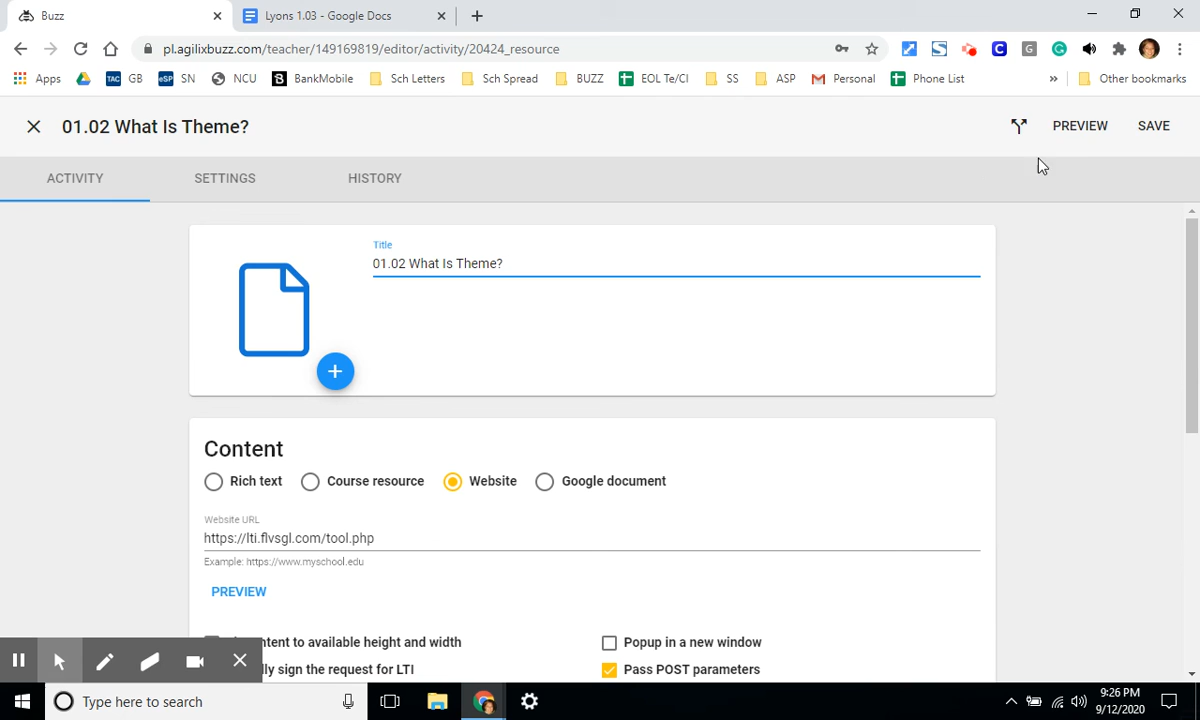 Buzz
Lyons 1.03 - Google Docs
pl.agilixbuzz.com/teacher/149169819/editor/activity/20424_resource
Apps TAC GB eSP SN NCU B BankMobile Sch Letters Sch Spread BUZZ EOL Te/CI SS ASP Personal Phone List » Other bookmarks
01.02 What Is Theme?
PREVIEW SAVE
ACTIVITY SETTINGS HISTORY
Title
01.02 What Is Theme?
Content
Rich text Course resource Website Google document
Website URL
https://lti.flvsgl.com/tool.php
Example: https://www.myschool.edu
PREVIEW
ntent to available height and width Popup in a new window
lly sign the request for LTI Pass POST parameters
Type here to search
9:26 PM
9/12/2020